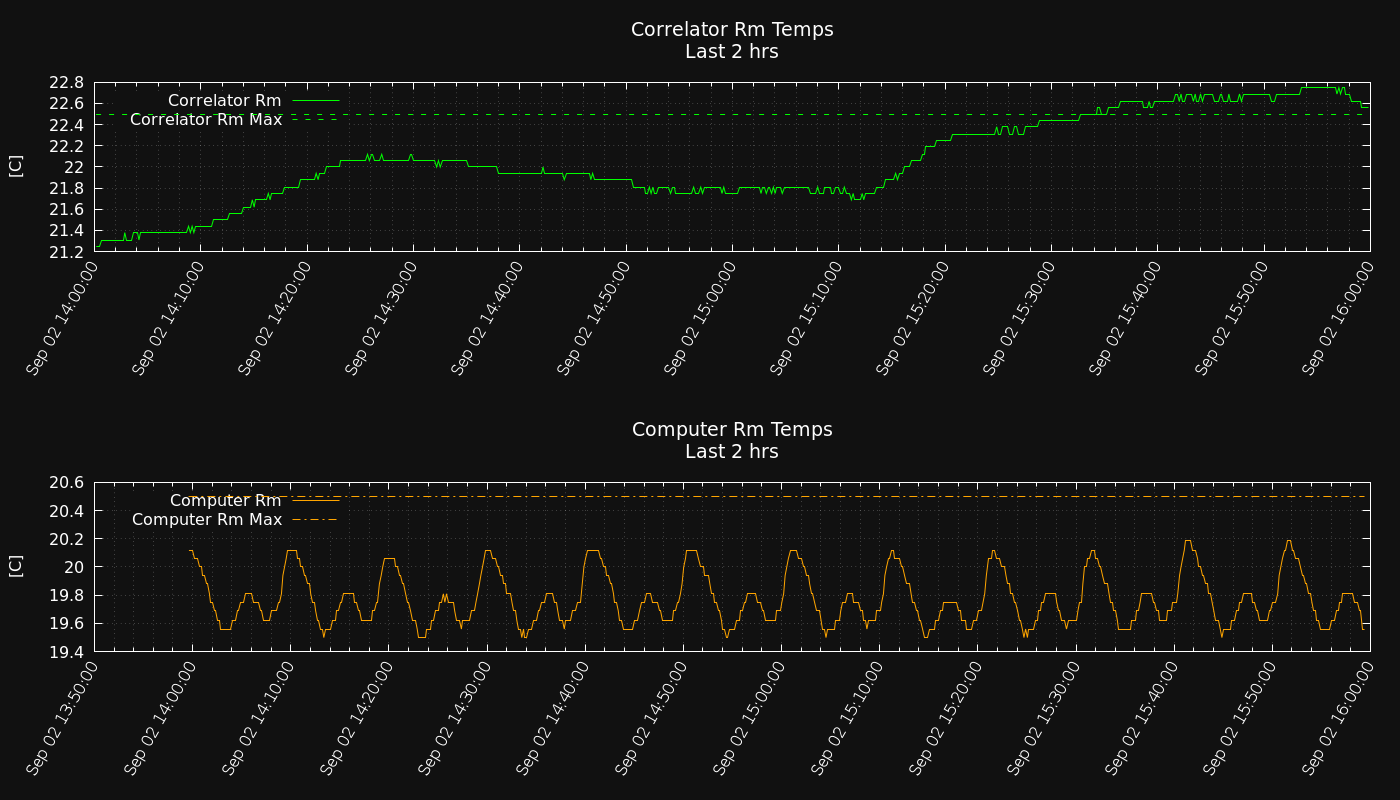 Correlator Rm Temps
Last 2 hrs
[C]
22.8
22.6
22.4
22.2
22
21.8
21.6
21.4
21.2
Correlator Rm
Correlator Rm Max
Sep 02 14:00:00
Sep 02 14:10:00
Sep 02 14:20:00
Sep 02 14:30:00
Sep 02 14:40:00
Sep 02 14:50:00
Sep 02 15:00:00
Sep 02 15:10:00
Sep 02 15:20:00
Sep 02 15:30:00
Sep 02 15:40:00
Sep 02 15:50:00
Sep 02 16:00:00
Computer Rm Temps
Last 2 hrs
[C]
20.6
20.4
20.2
20
19.8
19.6
19.4
Computer Rm
Computer Rm Max
Sep 02 13:50:00
Sep 02 14:00:00
Sep 02 14:10:00
Sep 02 14:20:00
Sep 02 14:30:00
Sep 02 14:40:00
Sep 02 14:50:00
Sep 02 15:00:00
Sep 02 15:10:00
Sep 02 15:20:00
Sep 02 15:30:00
Sep 02 15:40:00
Sep 02 15:50:00
Sep 02 16:00:00